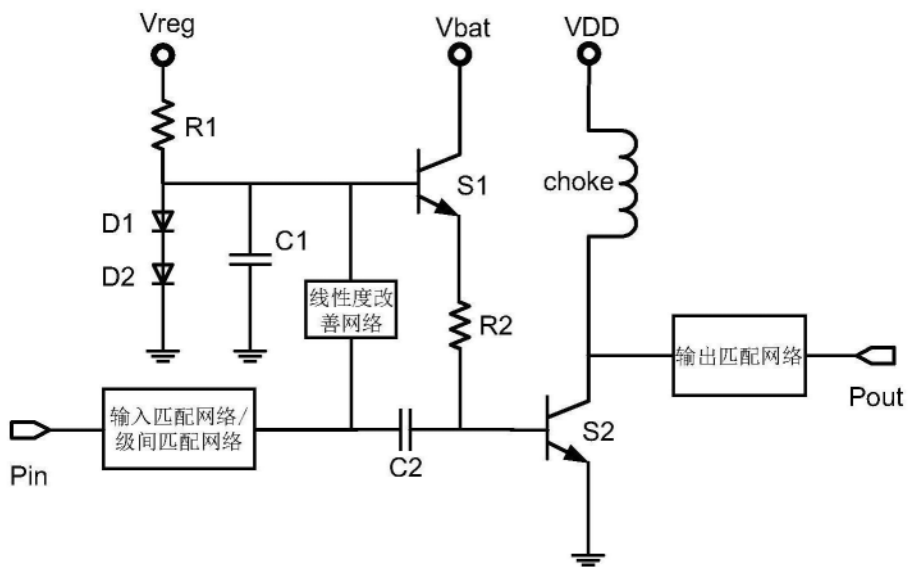 Vreg
Vbat
VDD
R1
S1
choke
D1
C1
D2
线性度改
善网络
R2
输出匹配网络
输入匹配网络/
级间匹配网络
Pout
S2
Pin
C2